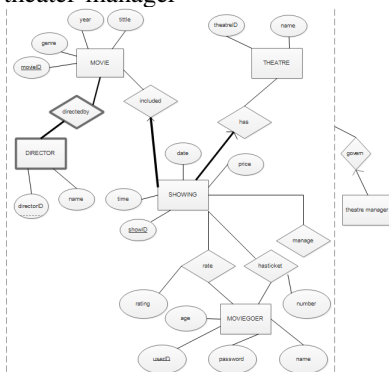 theater manager
year
tittle
genre
movieID
MOVIE
theatreID
name
THEATRE
directedby
included
has
govern
DIRECTOR
date
price
directorID
name
time
SHOWING
theatre manager
showID
manage
rate
hasticket
rating
number
age
MOVIEGOER
userID
password
name